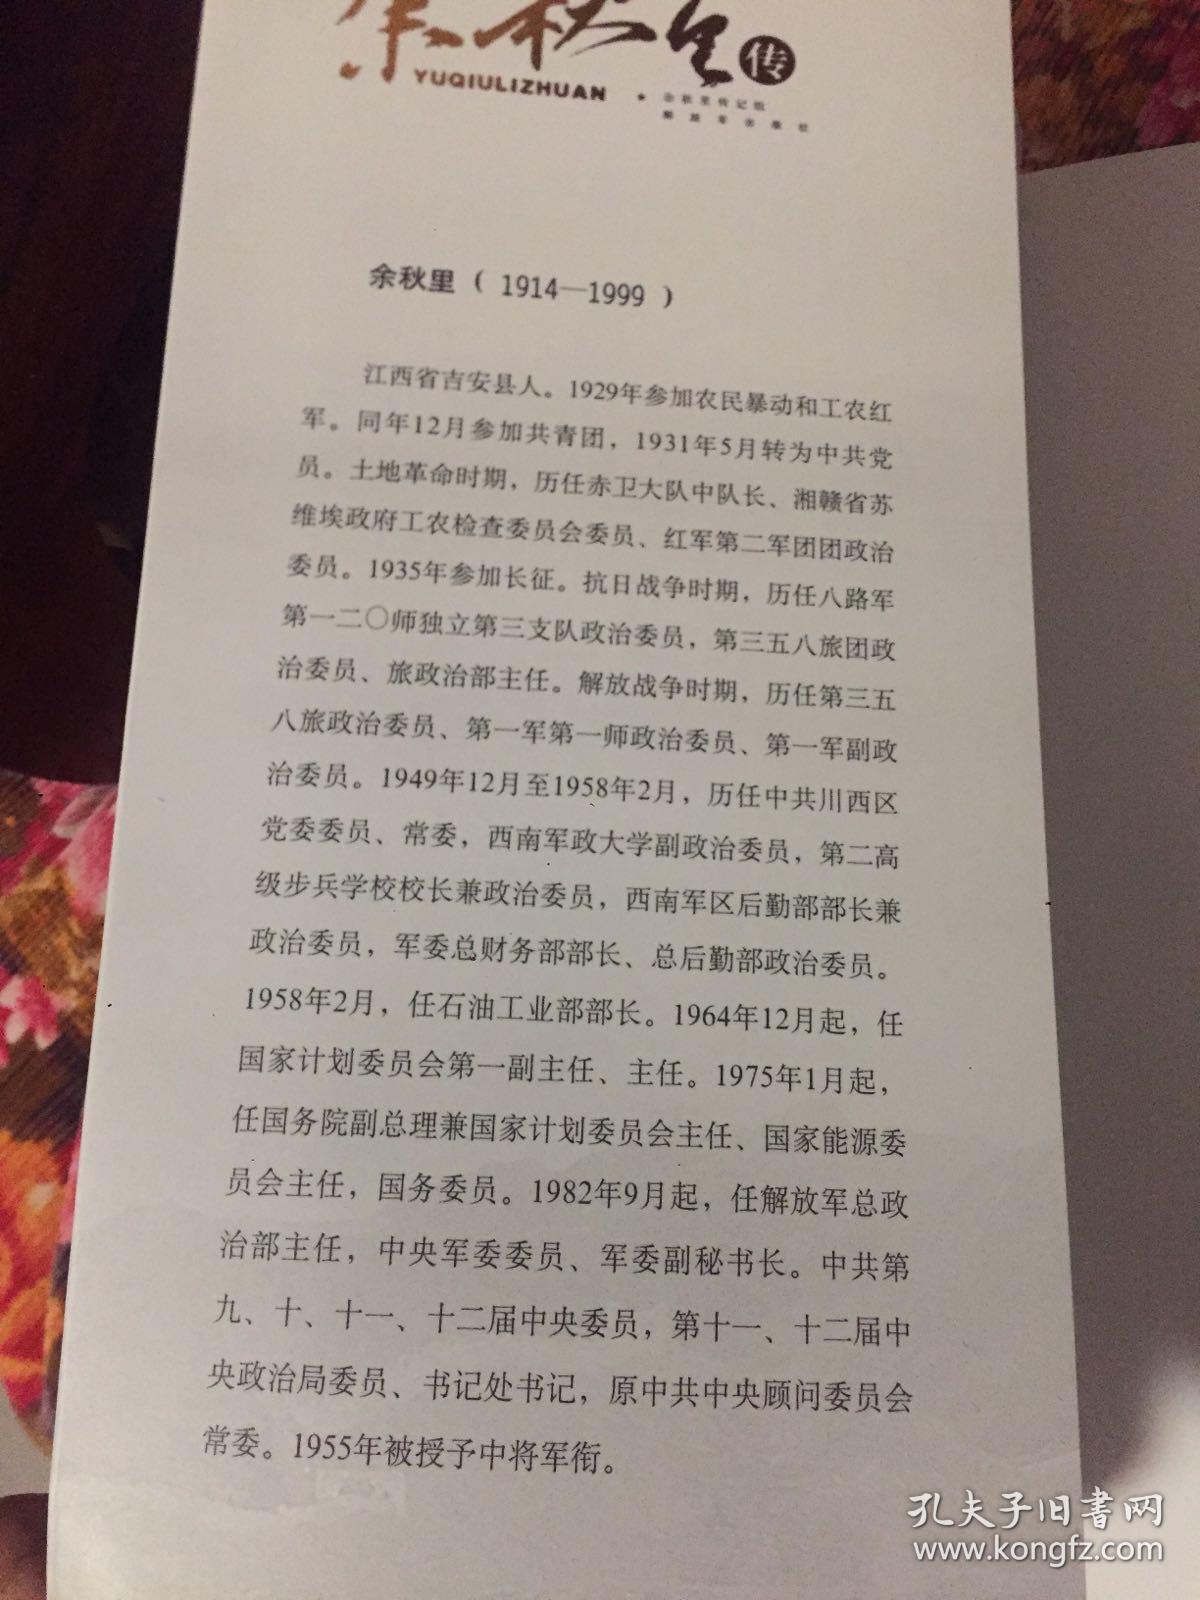 余秋里传
YUQIULIZHUAN
余秋里传记组
解放军出版社
余秋里（1914—1999）
江西省吉安县人。1929年参加农民暴动和工农红
军。同年12月参加共青团，1931年5月转为中共党
员。土地革命时期，历任赤卫大队中队长、湘赣省苏
维埃政府工农检查委员会委员、红军第二军团团政治
委员。1935年参加长征。抗日战争时期，历任八路军
第一二〇师独立第三支队政治委员，第三五八旅团政
治委员、旅政治部主任。解放战争时期，历任第三五
八旅政治委员、第一军第一师政治委员、第一军副政
治委员。1949年12月至1958年2月，历任中共川西区
党委委员、常委，西南军政大学副政治委员，第二高
级步兵学校校长兼政治委员，西南军区后勤部部长兼
政治委员，军委总财务部部长、总后勤部政治委员。
1958年2月，任石油工业部部长。1964年12月起，任
国家计划委员会第一副主任、主任。1975年1月起，
任国务院副总理兼国家计划委员会主任、国家能源委
员会主任，国务委员。1982年9月起，任解放军总政
治部主任，中央军委委员、军委副秘书长。中共第
九、十、十一、十二届中央委员，第十一、十二届中
央政治局委员、书记处书记，原中共中央顾问委员会
常委。1955年被授予中将军衔。
孔夫子旧书网
www.kongfz.com